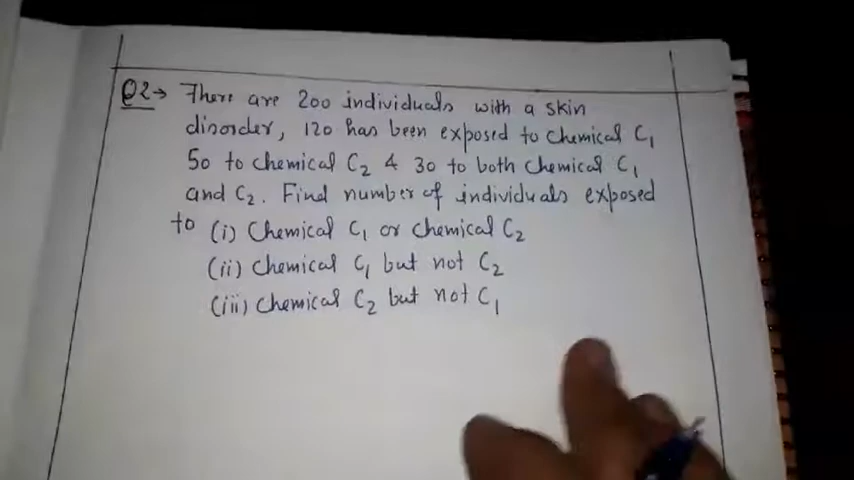 Q2→ There are 200 individuals with a skin
disorder, 120 has been exposed to chemical C₁
50 to chemical C₂ & 30 to both chemical C₁
and C₂. Find number of individuals exposed
to (i) Chemical C₁ or chemical C₂
(ii) Chemical C₁ but not C₂
(iii) Chemical C₂ but not C₁